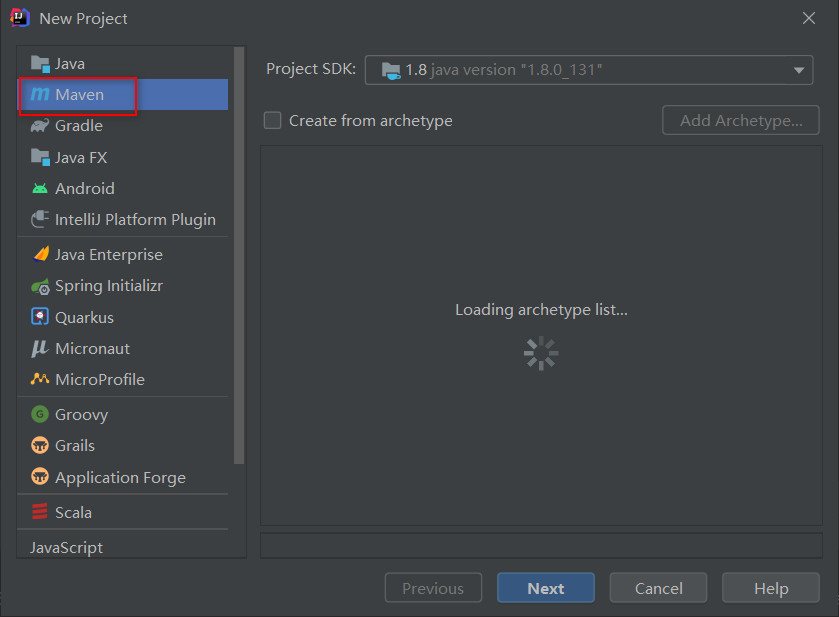 New Project
Java
Maven
Gradle
Java FX
Android
IntelliJ Platform Plugin
Java Enterprise
Spring Initializr
Quarkus
Micronaut
MicroProfile
Groovy
Grails
Application Forge
Scala
JavaScript
Project SDK: 1.8 java version "1.8.0_131"
Create from archetype Add Archetype...
Loading archetype list...
Previous Next Cancel Help